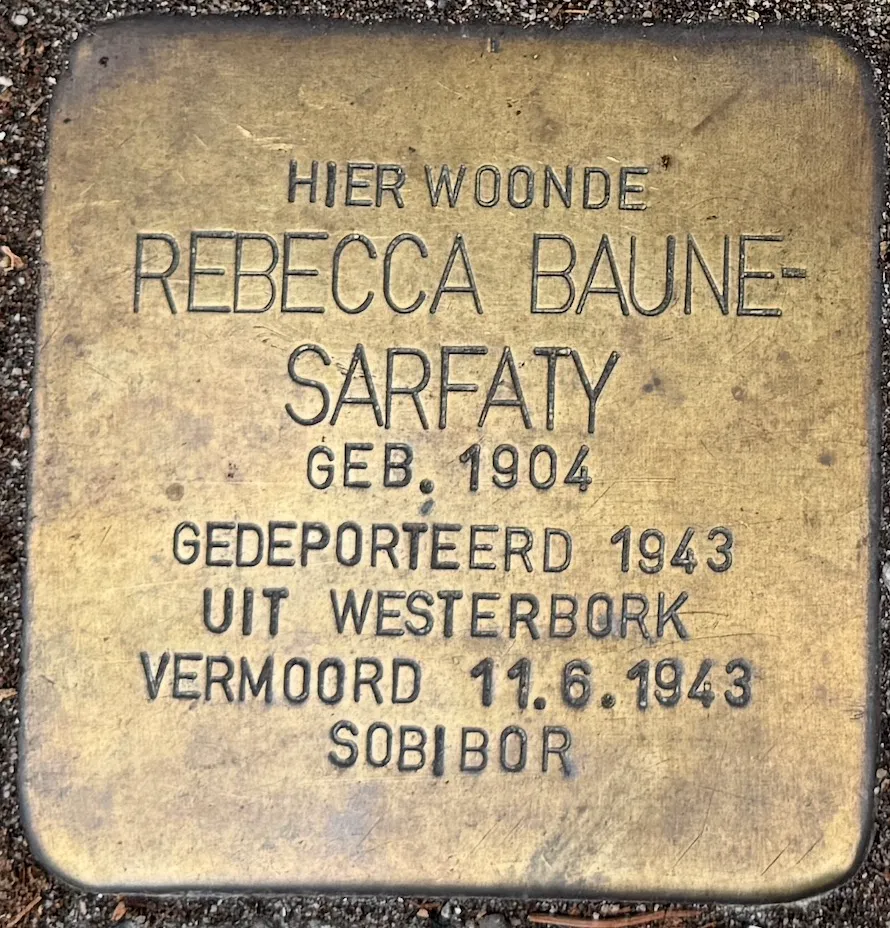 HIER WOONDE
REBECCA BAUNE-
SARFATY
GEB. 1904
GEDEPORTEERD 1943
UIT WESTERBORK
VERMOORD 11.6.1943
SOBIBOR